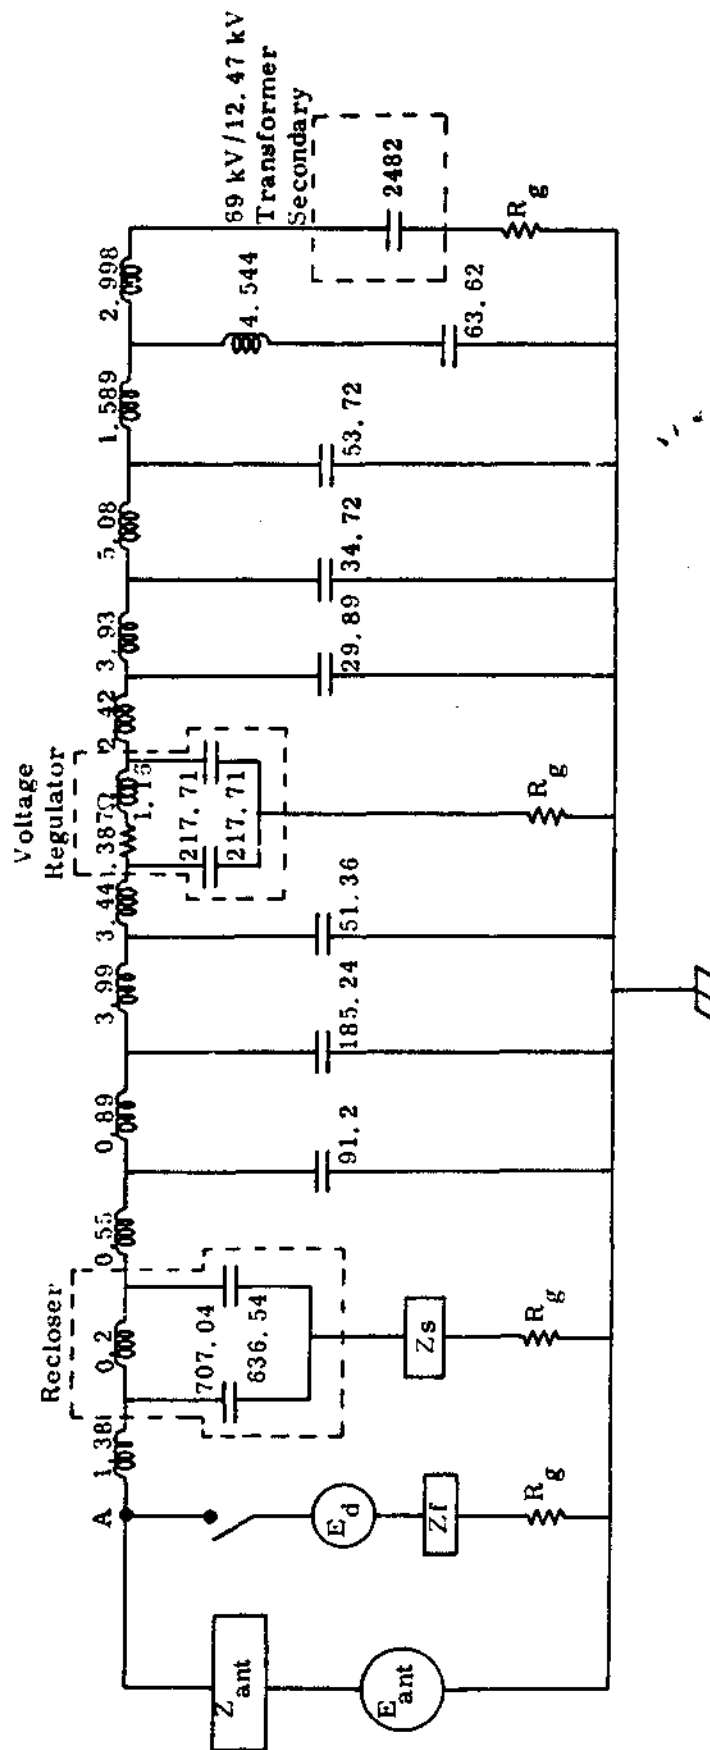 69 kV/12.47 kV
Transformer
Secondary
Voltage
Regulator
Recloser
A
1.38
0.2
0.55
0.89
3.99
3.44
.387Ω
1.16
2.42
3.93
5.08
1.589
2.998
707.04
636.54
91.2
185.24
51.36
217.71
217.71
29.89
34.72
53.72
4.544
63.62
2482
Z ant
E ant
E d
Zf
R g
Zs
R g
R g
R g